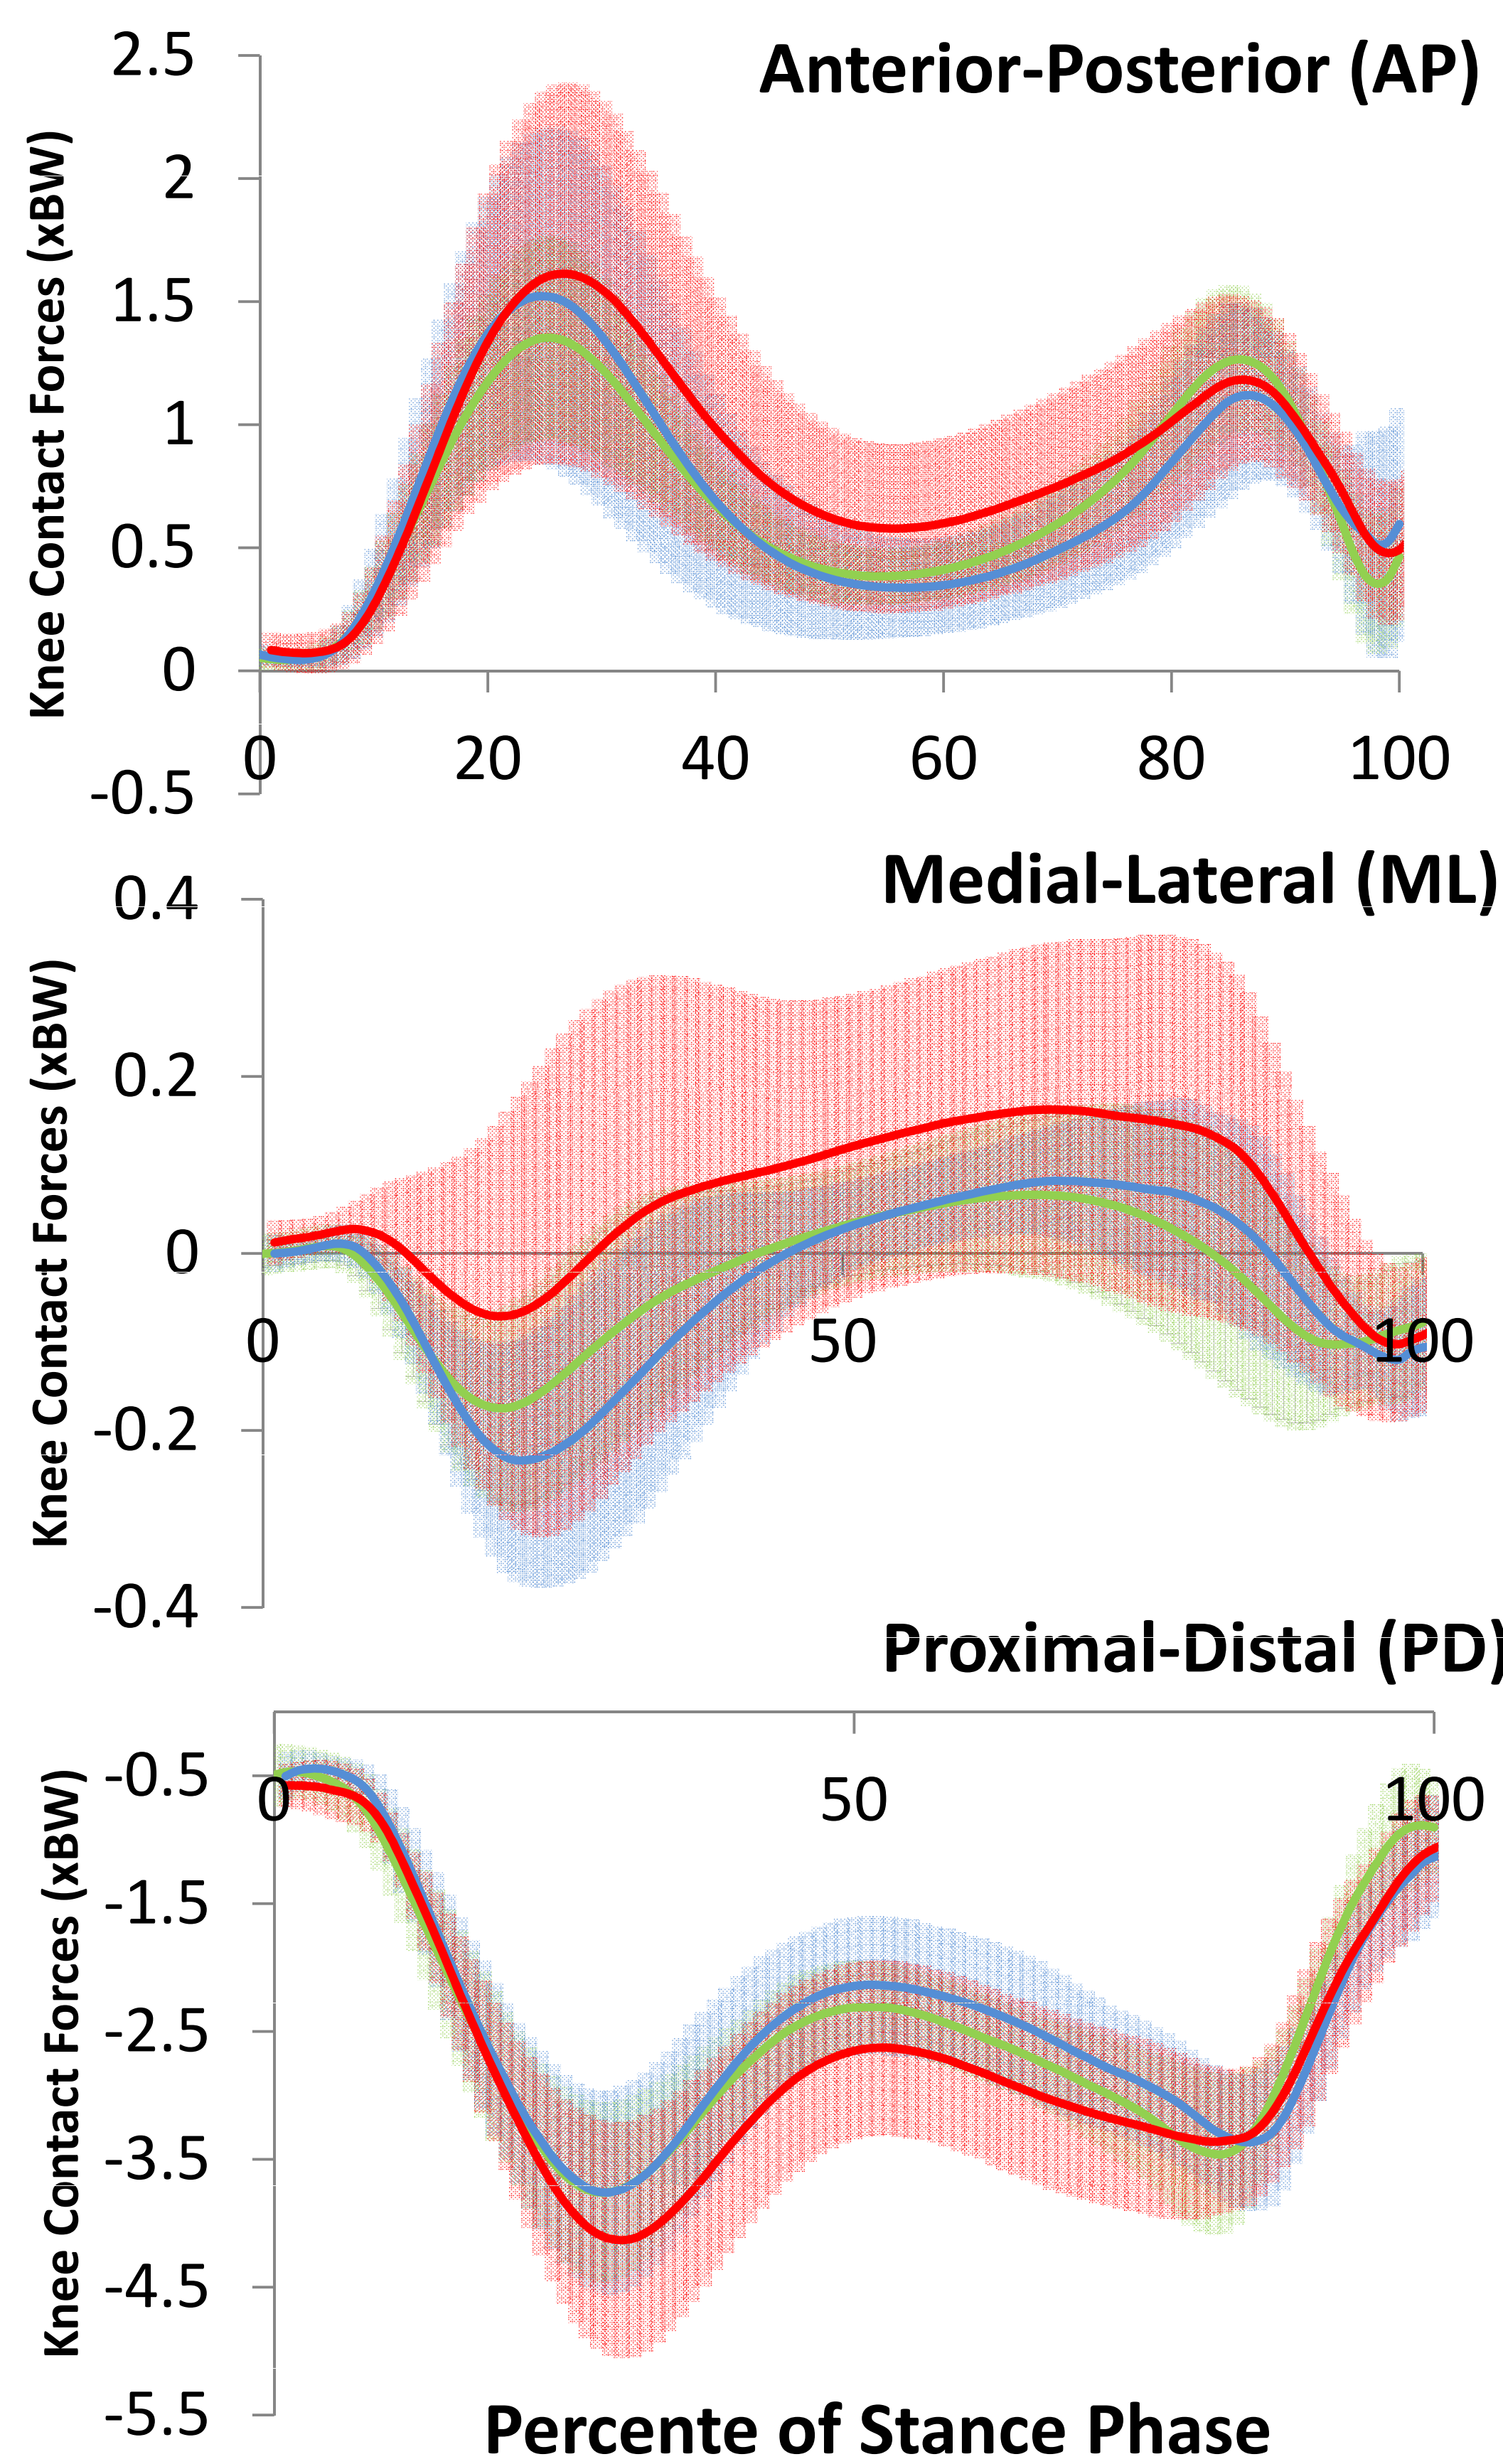 Anterior-Posterior (AP)
Knee Contact Forces (xBW)
2.5
2
1.5
1
0.5
0
-0.5
0 20 40 60 80 100
Medial-Lateral (ML)
Knee Contact Forces (xBW)
0.4
0.2
0
-0.2
-0.4
0 50 100
Proximal-Distal (PD)
Knee Contact Forces (xBW)
-0.5
-1.5
-2.5
-3.5
-4.5
-5.5
0 50 100
Percente of Stance Phase